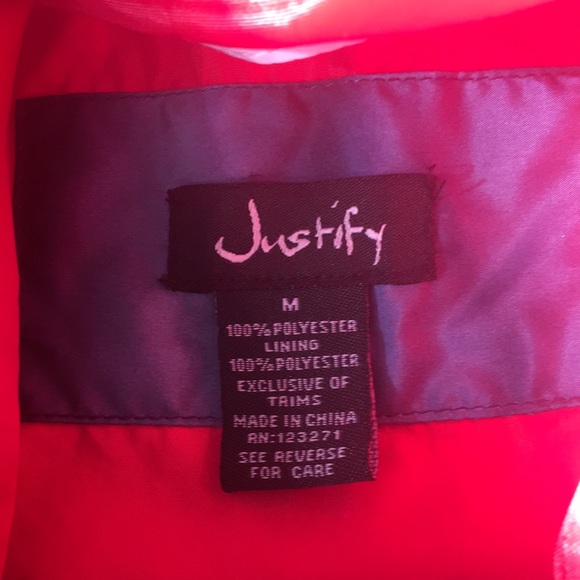 Justify
M
100% POLYESTER
LINING
100% POLYESTER
EXCLUSIVE OF
TRIMS
MADE IN CHINA
RN:123271
SEE REVERSE
FOR CARE